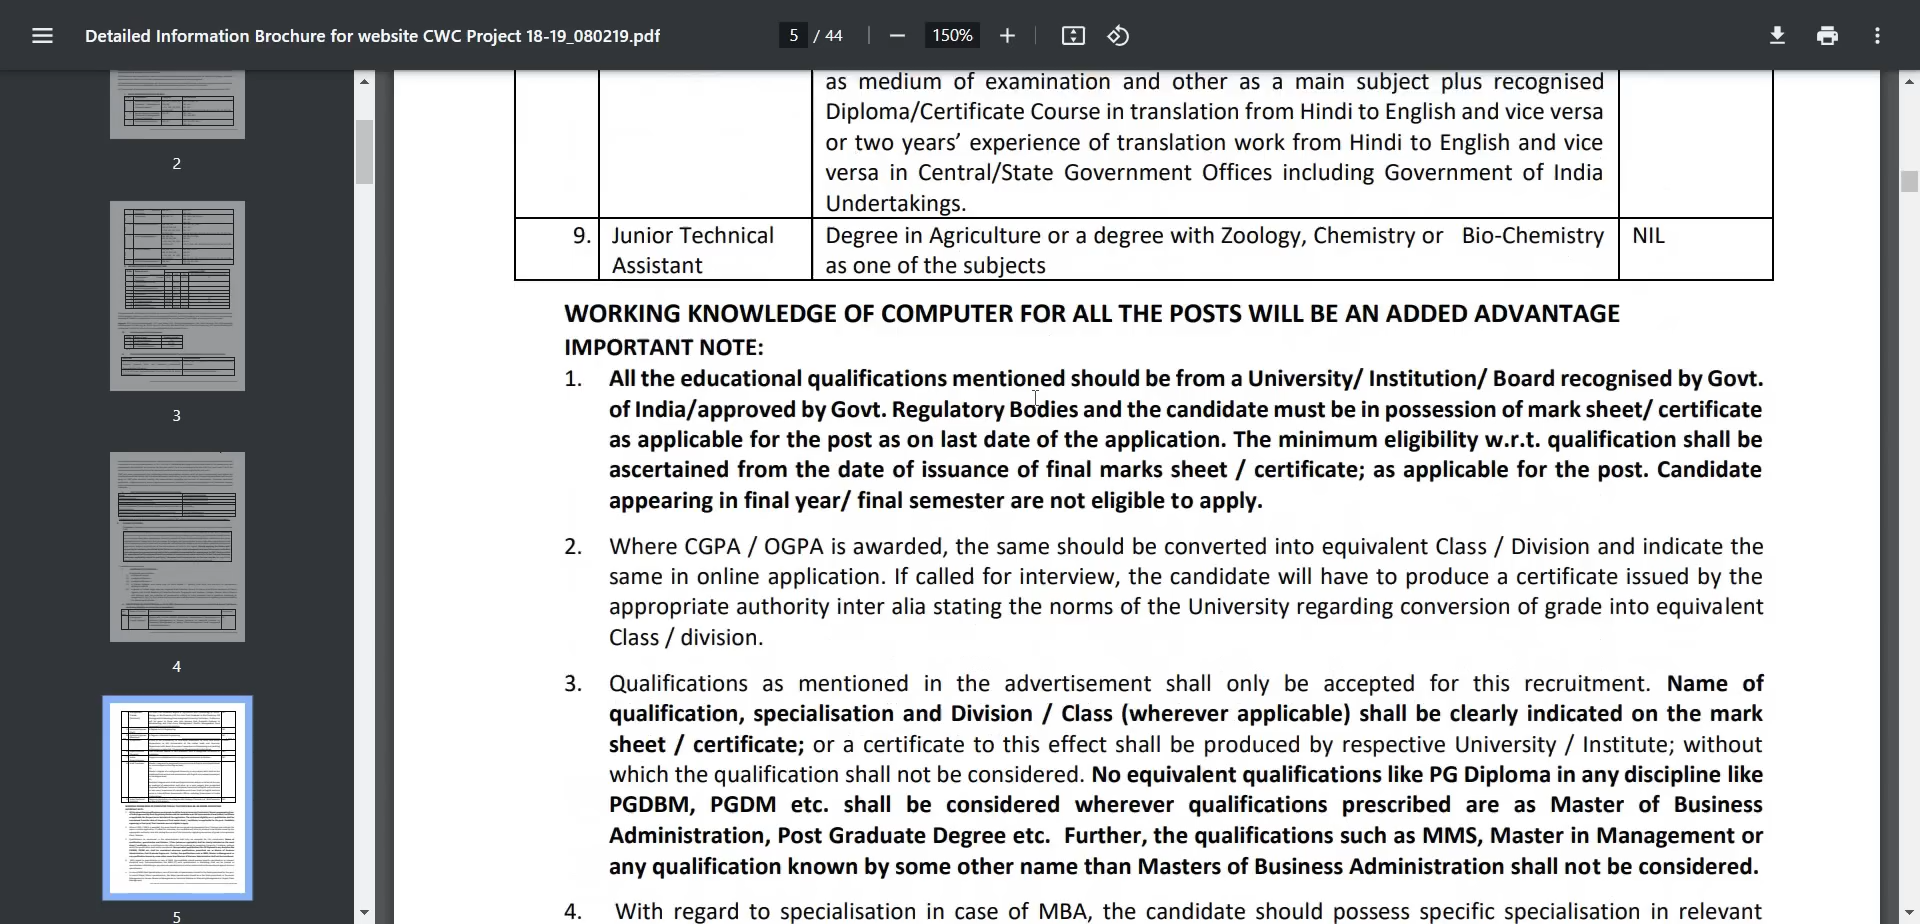 Detailed Information Brochure for website CWC Project 18-19_080219.pdf
5 / 44
150%
2
3
4
5
as medium of examination and other as a main subject plus recognised
Diploma/Certificate Course in translation from Hindi to English and vice versa
or two years’ experience of translation work from Hindi to English and vice
versa in Central/State Government Offices including Government of India
Undertakings.
9. Junior Technical Assistant
Degree in Agriculture or a degree with Zoology, Chemistry or Bio-Chemistry
as one of the subjects
NIL
WORKING KNOWLEDGE OF COMPUTER FOR ALL THE POSTS WILL BE AN ADDED ADVANTAGE
IMPORTANT NOTE:
1. All the educational qualifications mentioned should be from a University/ Institution/ Board recognised by Govt.
of India/approved by Govt. Regulatory Bodies and the candidate must be in possession of mark sheet/ certificate
as applicable for the post as on last date of the application. The minimum eligibility w.r.t. qualification shall be
ascertained from the date of issuance of final marks sheet / certificate; as applicable for the post. Candidate
appearing in final year/ final semester are not eligible to apply.
2. Where CGPA / OGPA is awarded, the same should be converted into equivalent Class / Division and indicate the
same in online application. If called for interview, the candidate will have to produce a certificate issued by the
appropriate authority inter alia stating the norms of the University regarding conversion of grade into equivalent
Class / division.
3. Qualifications as mentioned in the advertisement shall only be accepted for this recruitment. Name of
qualification, specialisation and Division / Class (wherever applicable) shall be clearly indicated on the mark
sheet / certificate; or a certificate to this effect shall be produced by respective University / Institute; without
which the qualification shall not be considered. No equivalent qualifications like PG Diploma in any discipline like
PGDBM, PGDM etc. shall be considered wherever qualifications prescribed are as Master of Business
Administration, Post Graduate Degree etc. Further, the qualifications such as MMS, Master in Management or
any qualification known by some other name than Masters of Business Administration shall not be considered.
4. With regard to specialisation in case of MBA, the candidate should possess specific specialisation in relevant